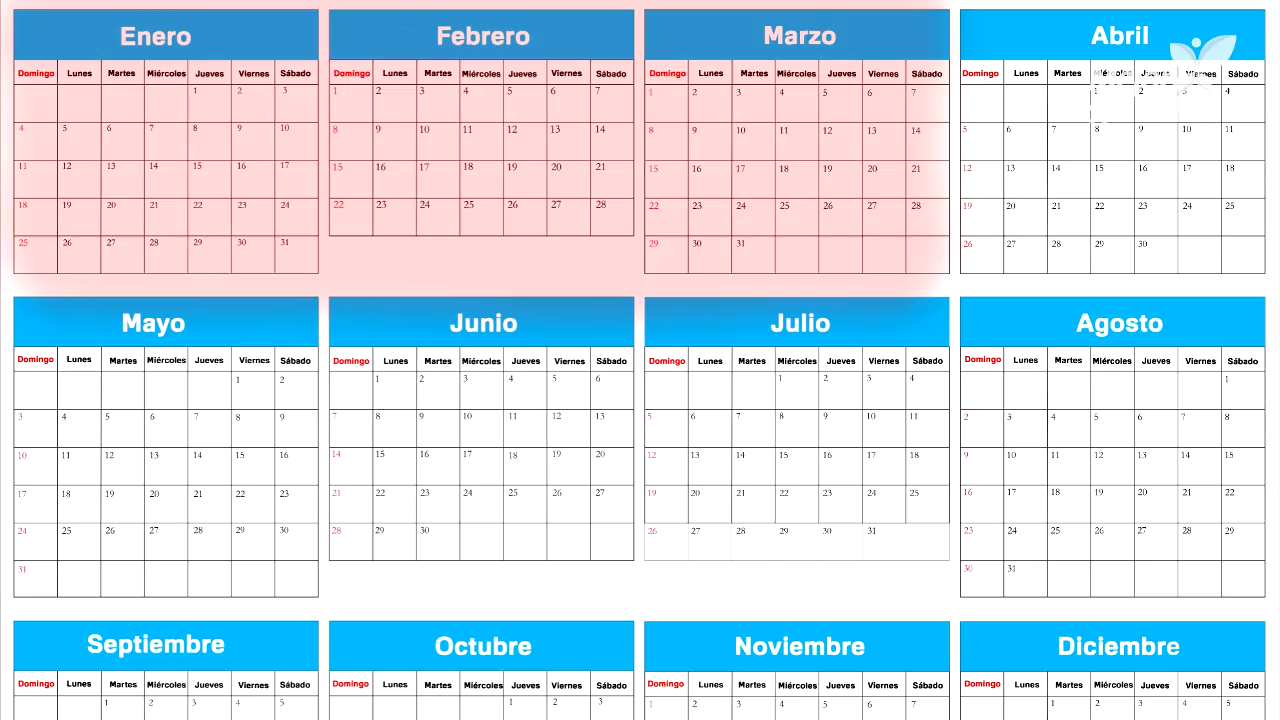 Enero
Domingo Lunes Martes Miércoles Jueves Viernes Sábado
1 2 3
4 5 6 7 8 9 10
11 12 13 14 15 16 17
18 19 20 21 22 23 24
25 26 27 28 29 30 31
Febrero
Domingo Lunes Martes Miércoles Jueves Viernes Sábado
1 2 3 4 5 6 7
8 9 10 11 12 13 14
15 16 17 18 19 20 21
22 23 24 25 26 27 28
Marzo
Domingo Lunes Martes Miércoles Jueves Viernes Sábado
1 2 3 4 5 6 7
8 9 10 11 12 13 14
15 16 17 18 19 20 21
22 23 24 25 26 27 28
29 30 31
Abril
Domingo Lunes Martes Miércoles Jueves Viernes Sábado
1 2 3 4
5 6 7 8 9 10 11
12 13 14 15 16 17 18
19 20 21 22 23 24 25
26 27 28 29 30
Mayo
Domingo Lunes Martes Miércoles Jueves Viernes Sábado
1 2
3 4 5 6 7 8 9
10 11 12 13 14 15 16
17 18 19 20 21 22 23
24 25 26 27 28 29 30
31
Junio
Domingo Lunes Martes Miércoles Jueves Viernes Sábado
1 2 3 4 5 6
7 8 9 10 11 12 13
14 15 16 17 18 19 20
21 22 23 24 25 26 27
28 29 30
Julio
Domingo Lunes Martes Miércoles Jueves Viernes Sábado
1 2 3 4
5 6 7 8 9 10 11
12 13 14 15 16 17 18
19 20 21 22 23 24 25
26 27 28 29 30 31
Agosto
Domingo Lunes Martes Miércoles Jueves Viernes Sábado
1
2 3 4 5 6 7 8
9 10 11 12 13 14 15
16 17 18 19 20 21 22
23 24 25 26 27 28 29
30 31
Septiembre
Domingo Lunes Martes Miércoles Jueves Viernes Sábado
1 2 3 4 5
Octubre
Domingo Lunes Martes Miércoles Jueves Viernes Sábado
1 2 3
Noviembre
Domingo Lunes Martes Miércoles Jueves Viernes Sábado
1 2 3 4 5 6 7
Diciembre
Domingo Lunes Martes Miércoles Jueves Viernes Sábado
1 2 3 4 5